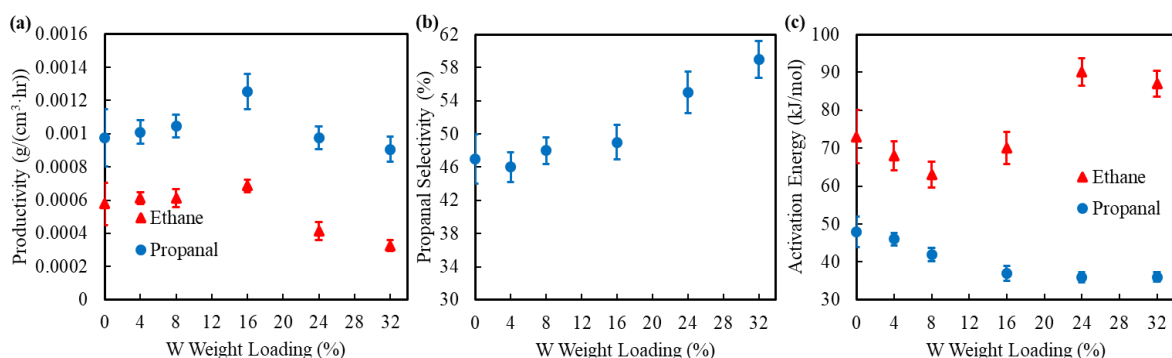 (a)
Productivity (g/(cm³·hr))
0.0016
0.0014
0.0012
0.001
0.0008
0.0006
0.0004
0.0002
0
Ethane
Propanal
0 4 8 12 16 20 24 28 32
W Weight Loading (%)
(b)
Propanal Selectivity (%)
62
58
54
50
46
42
38
34
30
0 4 8 12 16 20 24 28 32
W Weight Loading (%)
(c)
Activation Energy (kJ/mol)
100
90
80
70
60
50
40
30
Ethane
Propanal
0 4 8 12 16 20 24 28 32
W Weight Loading (%)